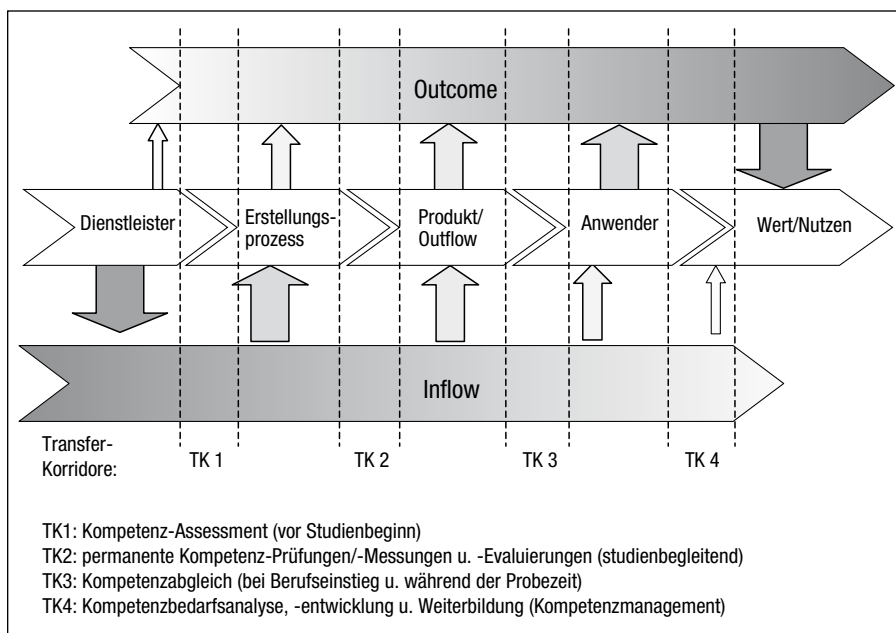 Outcome
Dienstleister
Erstellungs-
prozess
Produkt/
Outflow
Anwender
Wert/Nutzen
Inflow
Transfer-
Korridore:
TK 1
TK 2
TK 3
TK 4
TK1: Kompetenz-Assessment (vor Studienbeginn)
TK2: permanente Kompetenz-Prüfungen/-Messungen u. -Evaluierungen (studienbegleitend)
TK3: Kompetenzabgleich (bei Berufseinstieg u. während der Probezeit)
TK4: Kompetenzbedarfsanalyse, -entwicklung u. Weiterbildung (Kompetenzmanagement)